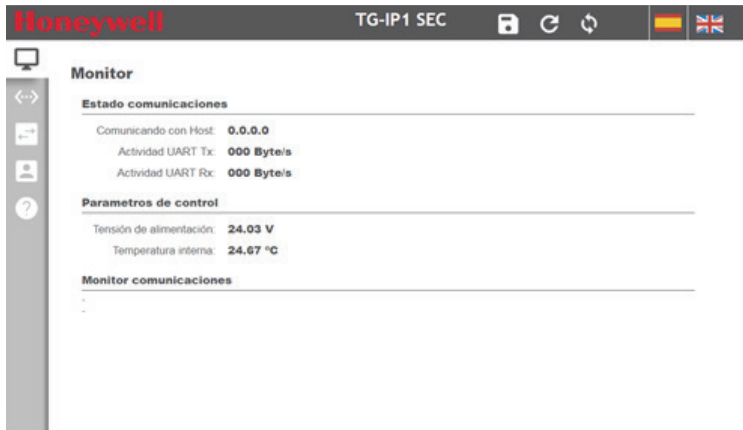 Honeywell TG-IP1 SEC
Monitor
Estado comunicaciones
Comunicando con Host: 0.0.0.0
Actividad UART Tx: 000 Byte/s
Actividad UART Rx: 000 Byte/s
Parametros de control
Tensión de alimentación: 24.03 V
Temperatura interna: 24.67 ºC
Monitor comunicaciones
-
-